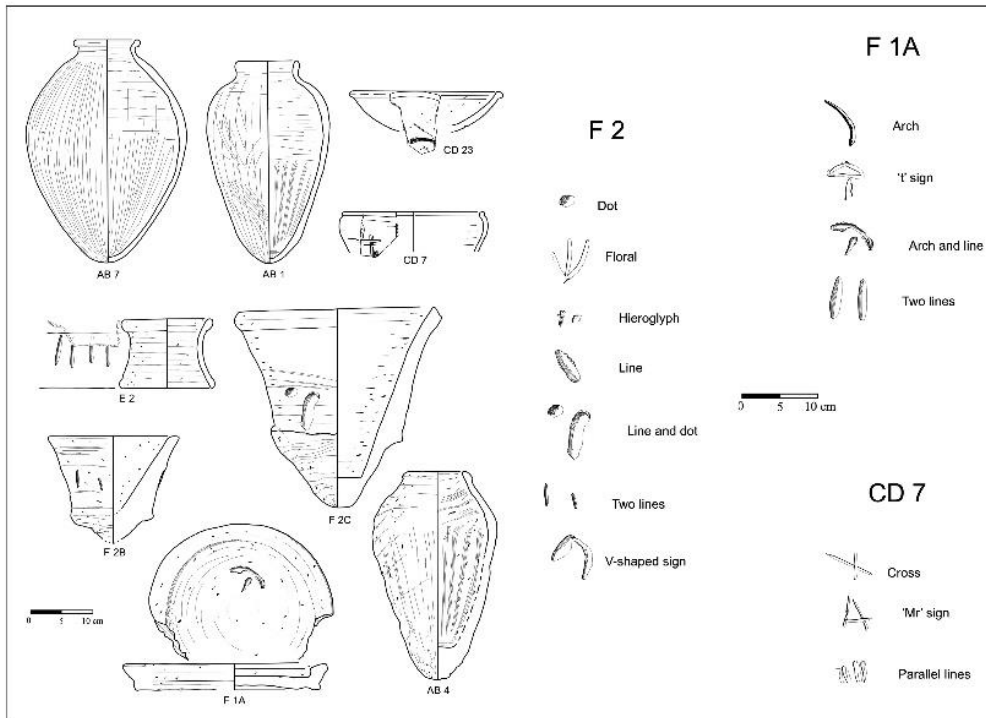 AB 7
AB 1
CD 23
CD 7
E 2
F 2B
F 2C
AB 4
F 1A
0 5 10 cm
F 2
Dot
Floral
Hieroglyph
Line
Line and dot
Two lines
V-shaped sign
F 1A
Arch
't' sign
Arch and line
Two lines
0 5 10 cm
CD 7
Cross
'Mr' sign
Parallel lines